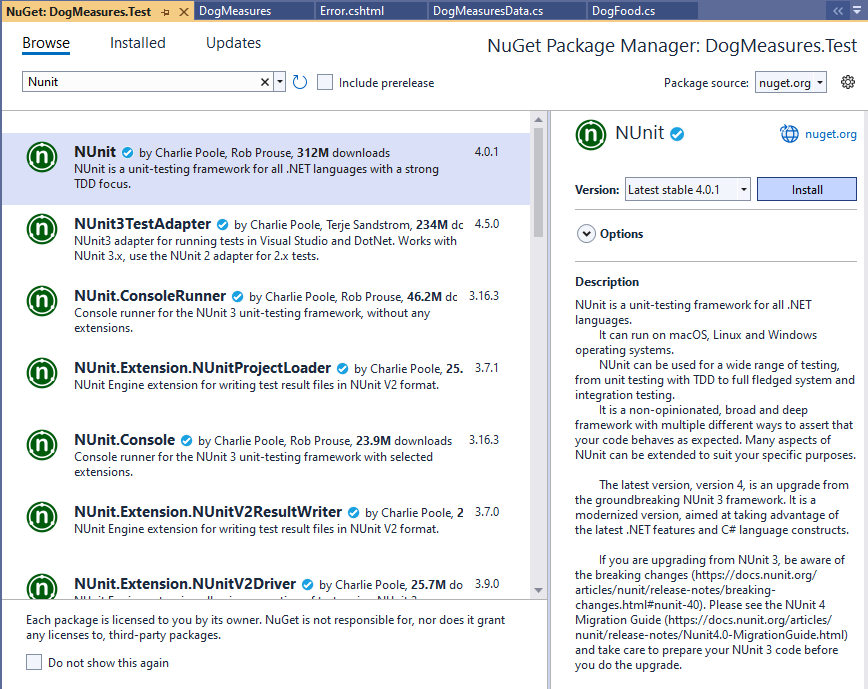 NuGet: DogMeasures.Test
DogMeasures
Error.cshtml
DogMeasuresData.cs
DogFood.cs
Browse
Installed
Updates
NuGet Package Manager: DogMeasures.Test
Nunit
Include prerelease
Package source:
nuget.org
NUnit by Charlie Poole, Rob Prouse, 312M downloads
4.0.1
NUnit is a unit-testing framework for all .NET languages with a strong
TDD focus.
NUnit3TestAdapter by Charlie Poole, Terje Sandstrom, 234M dc
4.5.0
NUnit3 adapter for running tests in Visual Studio and DotNet. Works with
NUnit 3.x, use the NUnit 2 adapter for 2.x tests.
NUnit.ConsoleRunner by Charlie Poole, Rob Prouse, 46.2M dc
3.16.3
Console runner for the NUnit 3 unit-testing framework, without any
extensions.
NUnit.Extension.NUnitProjectLoader by Charlie Poole, 25.
3.7.1
NUnit Engine extension for writing test result files in NUnit V2 format.
NUnit.Console by Charlie Poole, Rob Prouse, 23.9M downloads
3.16.3
Console runner for the NUnit 3 unit-testing framework with selected
extensions.
NUnit.Extension.NUnitV2ResultWriter by Charlie Poole, 2
3.7.0
NUnit Engine extension for writing test result files in NUnit V2 format.
NUnit.Extension.NUnitV2Driver by Charlie Poole, 25.7M do
3.9.0
Each package is licensed to you by its owner. NuGet is not responsible for, nor does it grant
any licenses to, third-party packages.
Do not show this again
NUnit
nuget.org
Version:
Latest stable 4.0.1
Install
Options
Description
NUnit is a unit-testing framework for all .NET
languages.
It can run on macOS, Linux and Windows
operating systems.
NUnit can be used for a wide range of testing,
from unit testing with TDD to full fledged system and
integration testing.
It is a non-opinionated, broad and deep
framework with multiple different ways to assert that
your code behaves as expected. Many aspects of
NUnit can be extended to suit your specific purposes.
The latest version, version 4, is an upgrade from
the groundbreaking NUnit 3 framework. It is a
modernized version, aimed at taking advantage of
the latest .NET features and C# language constructs.
If you are upgrading from NUnit 3, be aware of
the breaking changes (https://docs.nunit.org/
articles/nunit/release-notes/breaking-
changes.html#nunit-40). Please see the NUnit 4
Migration Guide (https://docs.nunit.org/articles/
nunit/release-notes/Nunit4.0-MigrationGuide.html)
and take care to prepare your NUnit 3 code before
you do the upgrade.